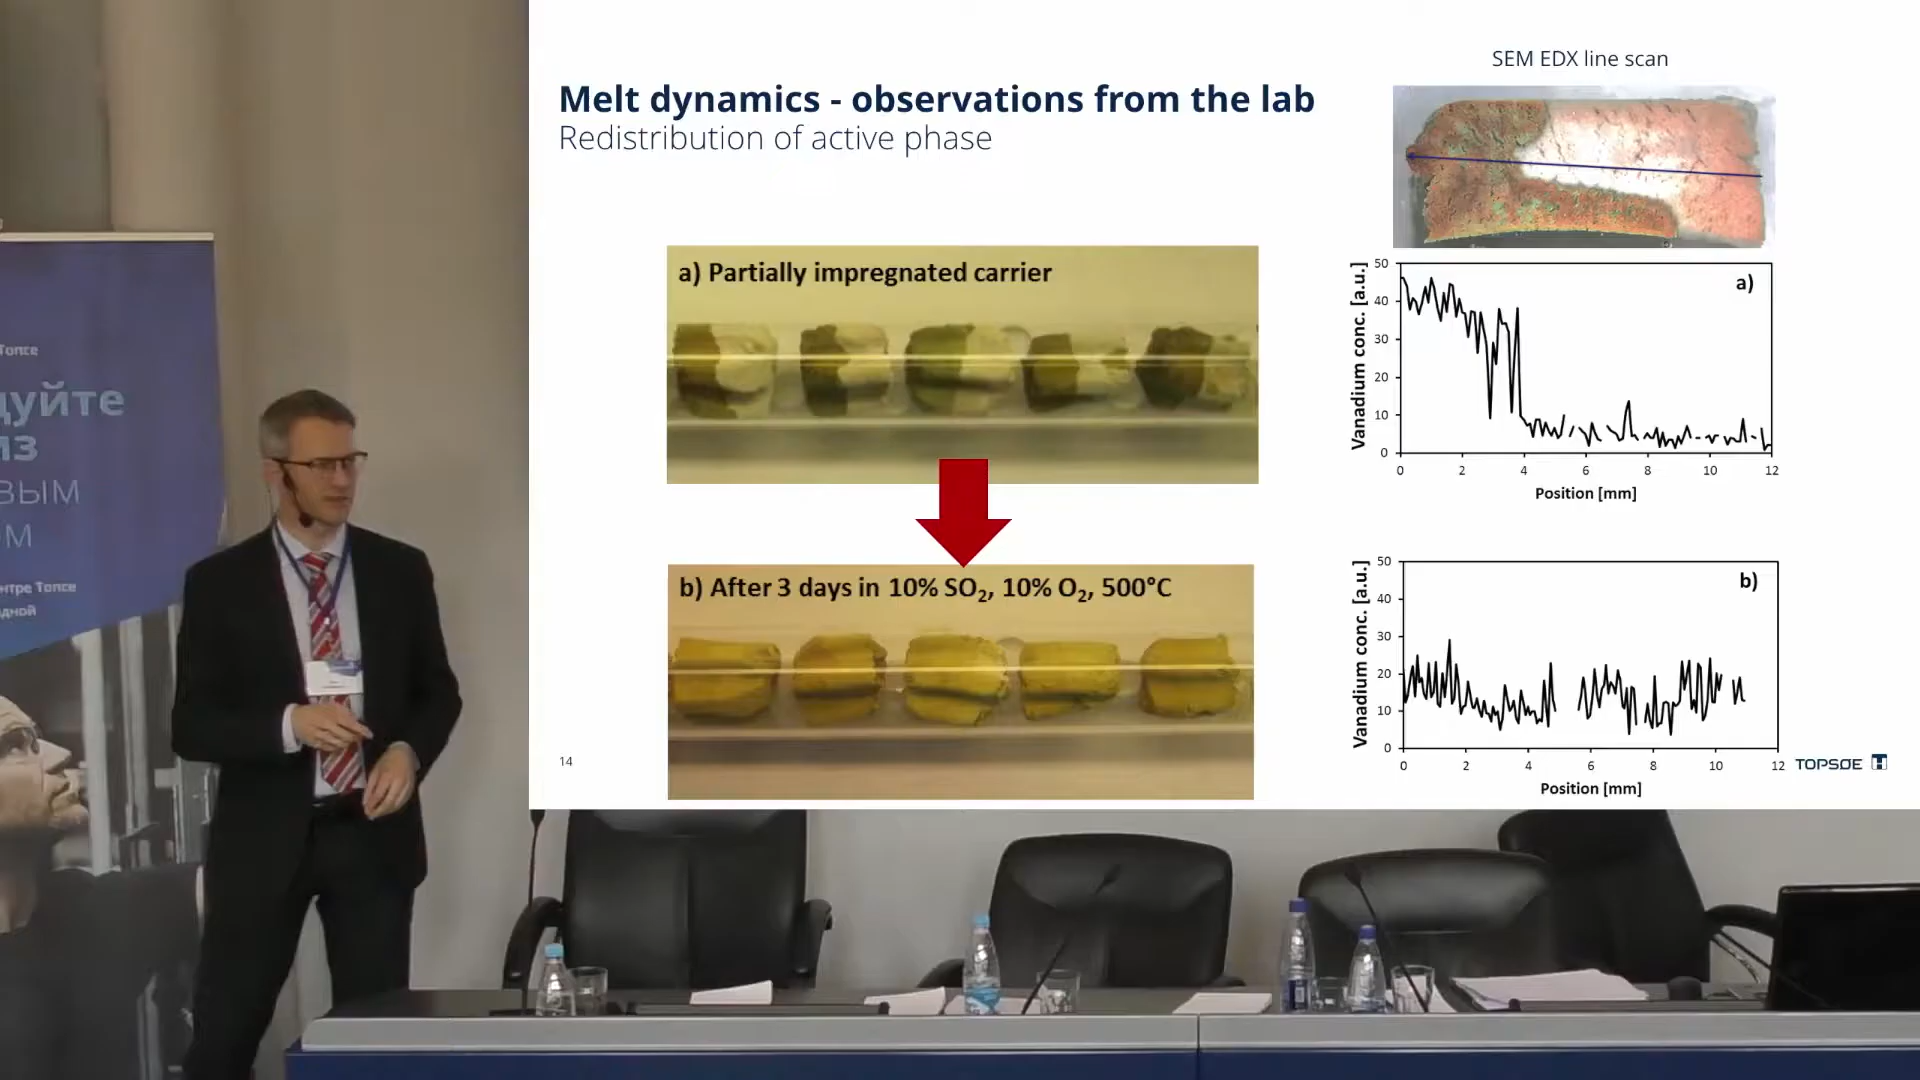 Топсе
дуйте
из
вым
ом
нтре Топсе
дной
SEM EDX line scan
Melt dynamics - observations from the lab
Redistribution of active phase
a) Partially impregnated carrier
b) After 3 days in 10% SO₂, 10% O₂, 500°C
a)
Vanadium conc. [a.u.]
50
40
30
20
10
0
0 2 4 6 8 10 12
Position [mm]
b)
Vanadium conc. [a.u.]
50
40
30
20
10
0
0 2 4 6 8 10 12
Position [mm]
14
TOPSOE